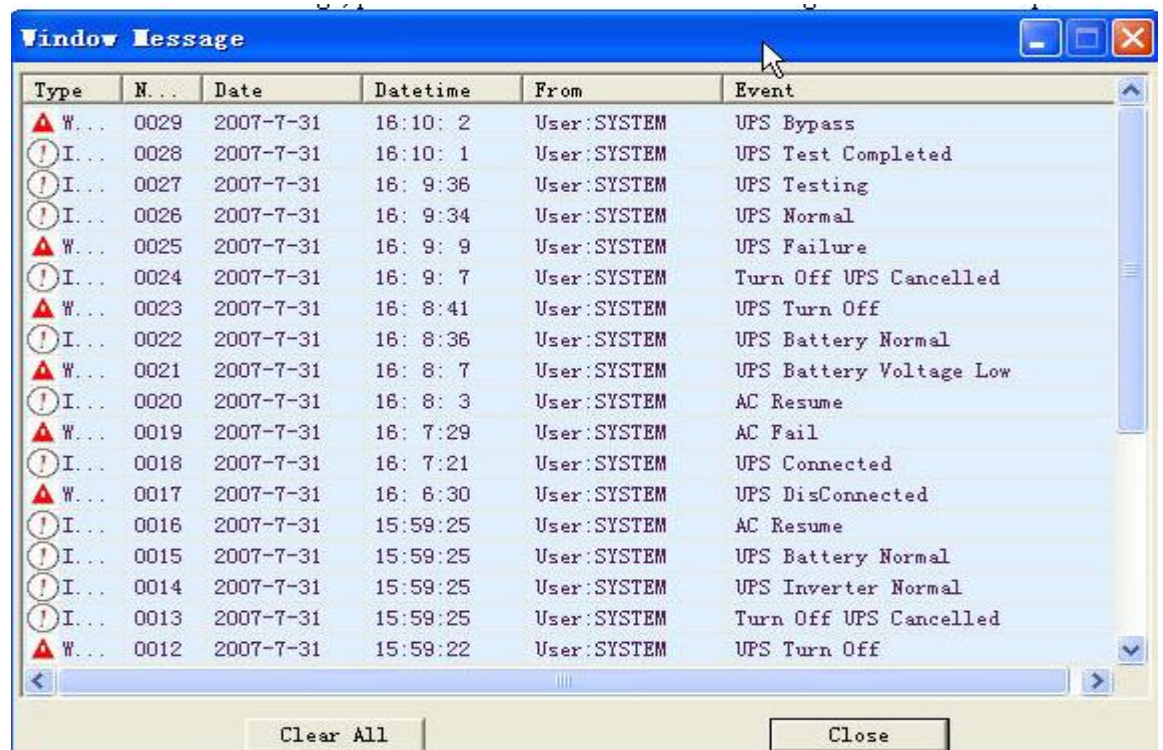 Window Message
Type N... Date Datetime From Event
W... 0029 2007-7-31 16:10: 2 User:SYSTEM UPS Bypass
I... 0028 2007-7-31 16:10: 1 User:SYSTEM UPS Test Completed
I... 0027 2007-7-31 16: 9:36 User:SYSTEM UPS Testing
I... 0026 2007-7-31 16: 9:34 User:SYSTEM UPS Normal
W... 0025 2007-7-31 16: 9: 9 User:SYSTEM UPS Failure
I... 0024 2007-7-31 16: 9: 7 User:SYSTEM Turn Off UPS Cancelled
W... 0023 2007-7-31 16: 8:41 User:SYSTEM UPS Turn Off
I... 0022 2007-7-31 16: 8:36 User:SYSTEM UPS Battery Normal
W... 0021 2007-7-31 16: 8: 7 User:SYSTEM UPS Battery Voltage Low
I... 0020 2007-7-31 16: 8: 3 User:SYSTEM AC Resume
W... 0019 2007-7-31 16: 7:29 User:SYSTEM AC Fail
I... 0018 2007-7-31 16: 7:21 User:SYSTEM UPS Connected
W... 0017 2007-7-31 16: 6:30 User:SYSTEM UPS DisConnected
I... 0016 2007-7-31 15:59:25 User:SYSTEM AC Resume
I... 0015 2007-7-31 15:59:25 User:SYSTEM UPS Battery Normal
I... 0014 2007-7-31 15:59:25 User:SYSTEM UPS Inverter Normal
I... 0013 2007-7-31 15:59:25 User:SYSTEM Turn Off UPS Cancelled
W... 0012 2007-7-31 15:59:22 User:SYSTEM UPS Turn Off
Clear All Close